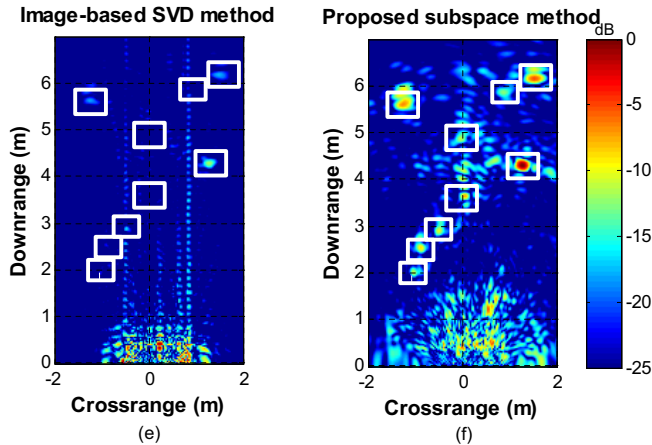 Image-based SVD method
Proposed subspace method
dB
Downrange (m)
6
5
4
3
2
1
0
-2
0
2
Crossrange (m)
(e)
Downrange (m)
6
5
4
3
2
1
0
-2
0
2
Crossrange (m)
(f)
0
-5
-10
-15
-20
-25